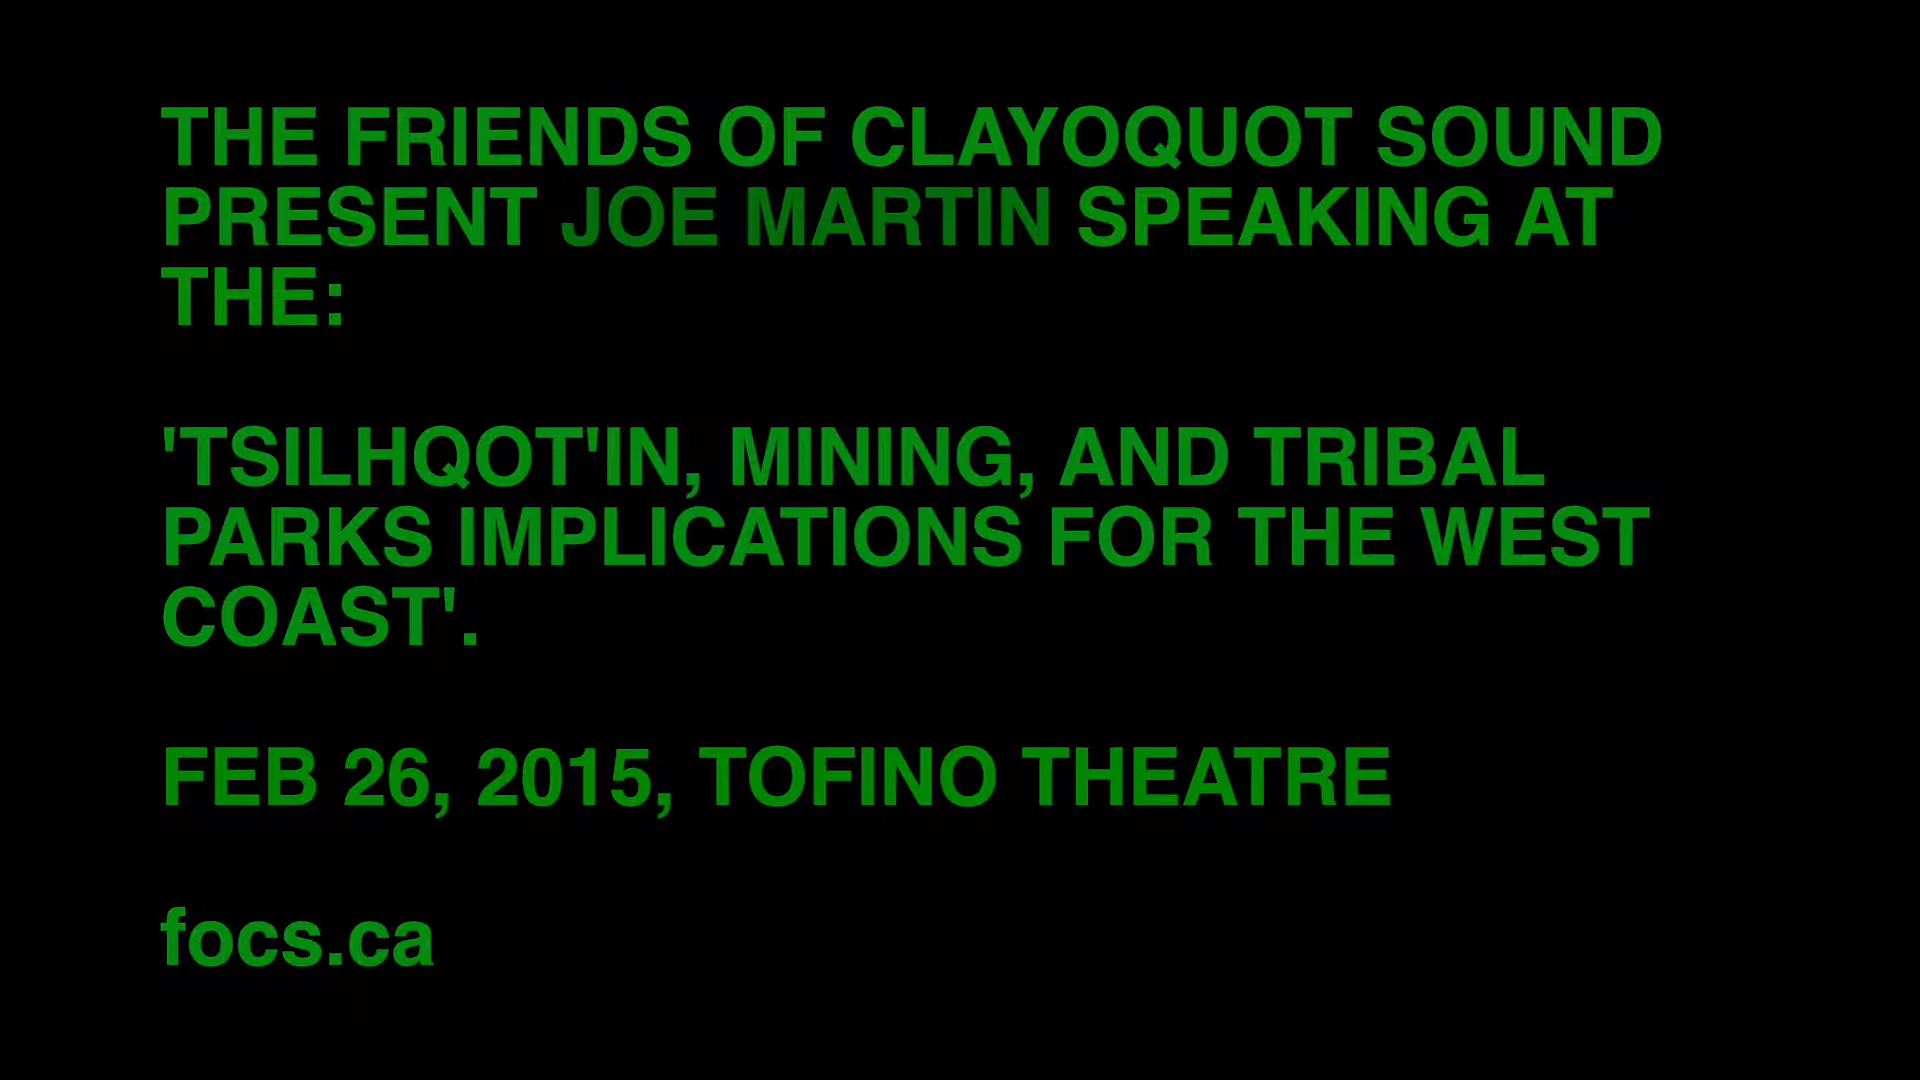 THE FRIENDS OF CLAYOQUOT SOUND
PRESENT JOE MARTIN SPEAKING AT
THE:
'TSILHQOT'IN, MINING, AND TRIBAL
PARKS IMPLICATIONS FOR THE WEST
COAST'.
FEB 26, 2015, TOFINO THEATRE
focs.ca